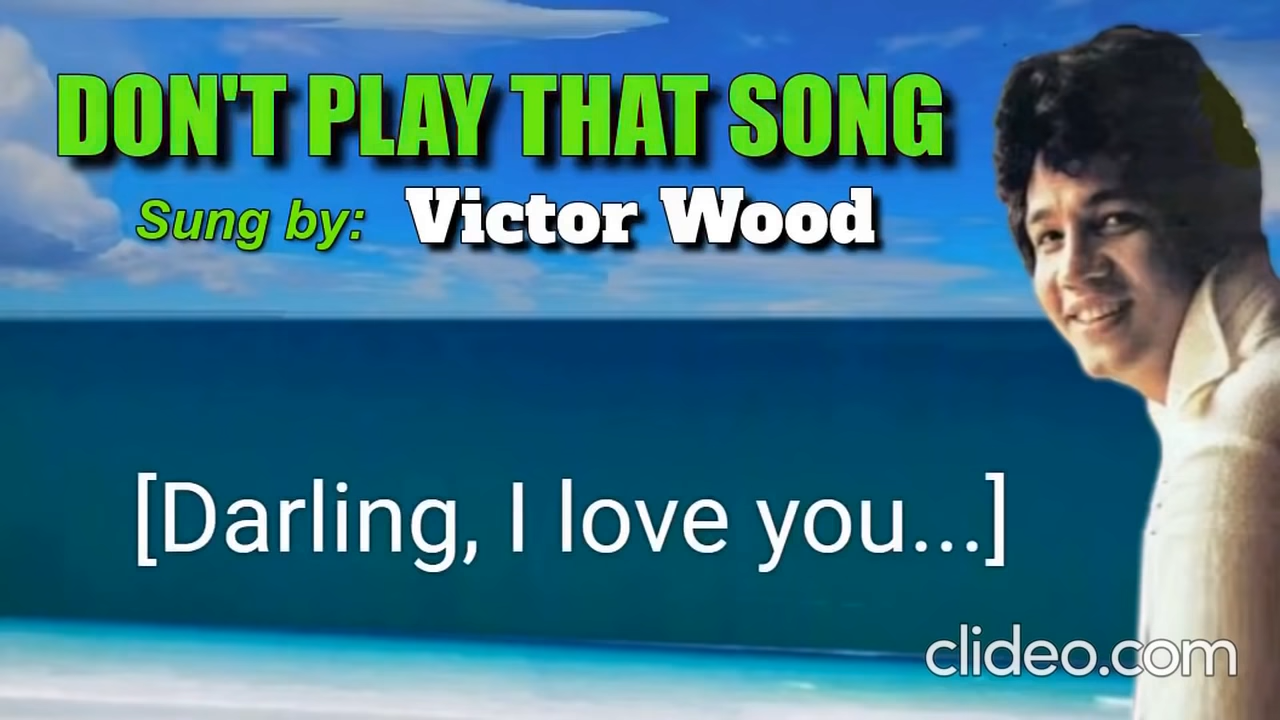 DON'T PLAY THAT SONG
Sung by: Victor Wood
[Darling, I love you...]
clideo.com